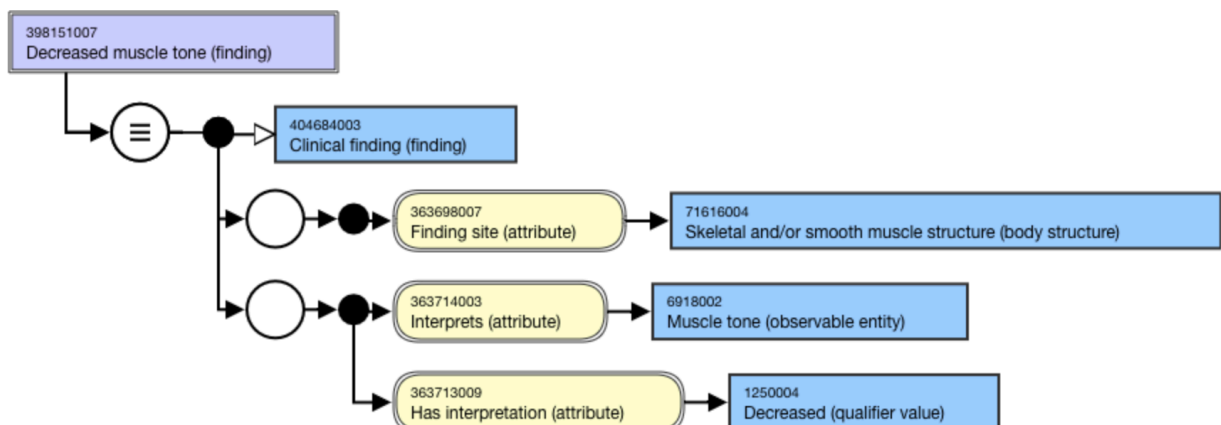 398151007
Decreased muscle tone (finding)
404684003
Clinical finding (finding)
363698007
Finding site (attribute)
71616004
Skeletal and/or smooth muscle structure (body structure)
363714003
Interprets (attribute)
6918002
Muscle tone (observable entity)
363713009
Has interpretation (attribute)
1250004
Decreased (qualifier value)